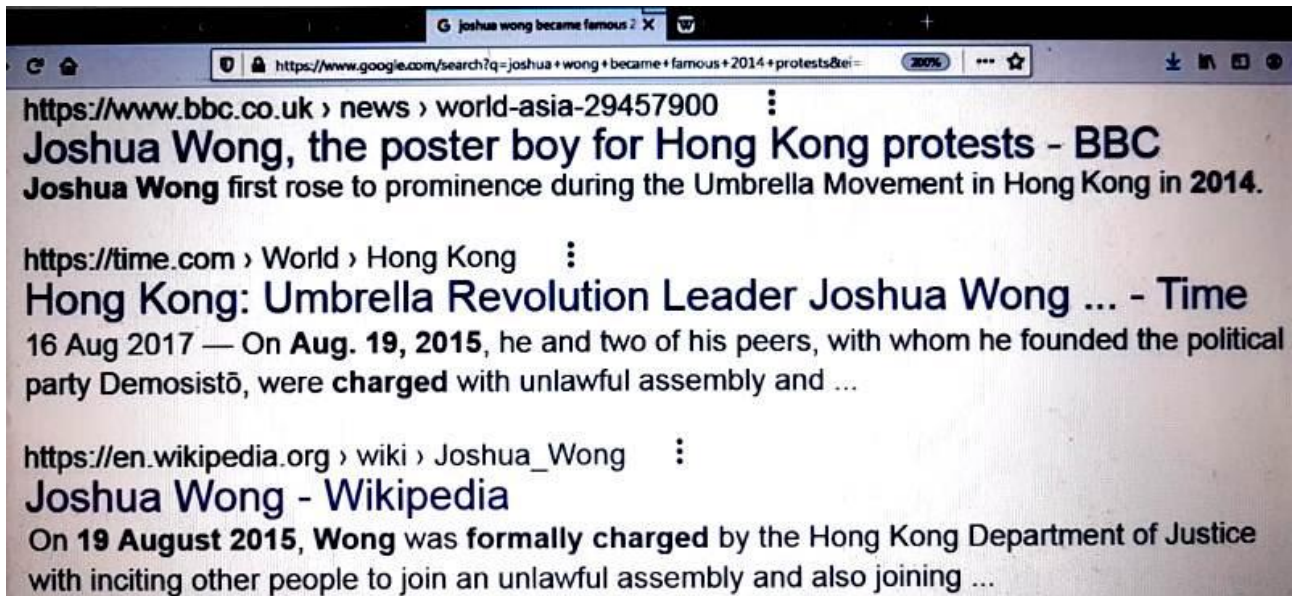 G joshua wong became famous 2 X W +
https://www.google.com/search?q=joshua+wong+became+famous+2014+protests&tei= 200% ...
https://www.bbc.co.uk › news › world-asia-29457900
Joshua Wong, the poster boy for Hong Kong protests - BBC
Joshua Wong first rose to prominence during the Umbrella Movement in Hong Kong in 2014.
https://time.com › World › Hong Kong
Hong Kong: Umbrella Revolution Leader Joshua Wong ... - Time
16 Aug 2017 — On Aug. 19, 2015, he and two of his peers, with whom he founded the political
party Demosistō, were charged with unlawful assembly and ...
https://en.wikipedia.org › wiki › Joshua_Wong
Joshua Wong - Wikipedia
On 19 August 2015, Wong was formally charged by the Hong Kong Department of Justice
with inciting other people to join an unlawful assembly and also joining ...